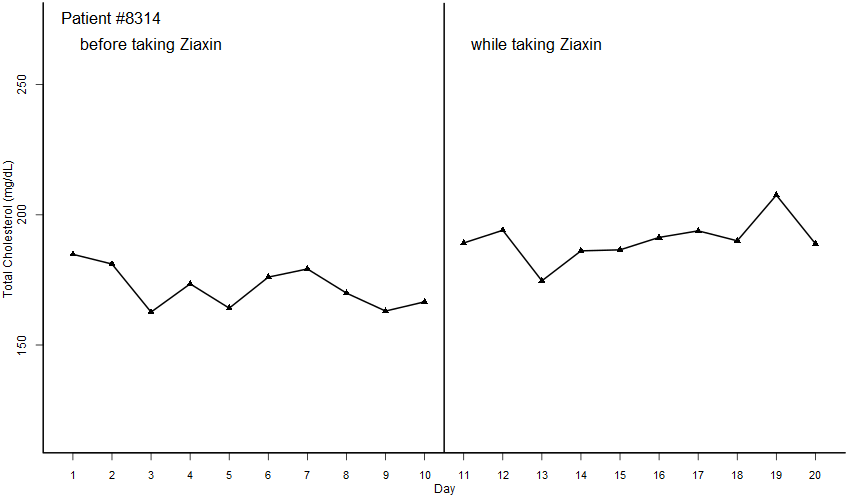 Patient #8314
before taking Ziaxin
while taking Ziaxin
Total Cholesterol (mg/dL)
250
200
150
1 2 3 4 5 6 7 8 9 10 11 12 13 14 15 16 17 18 19 20
Day